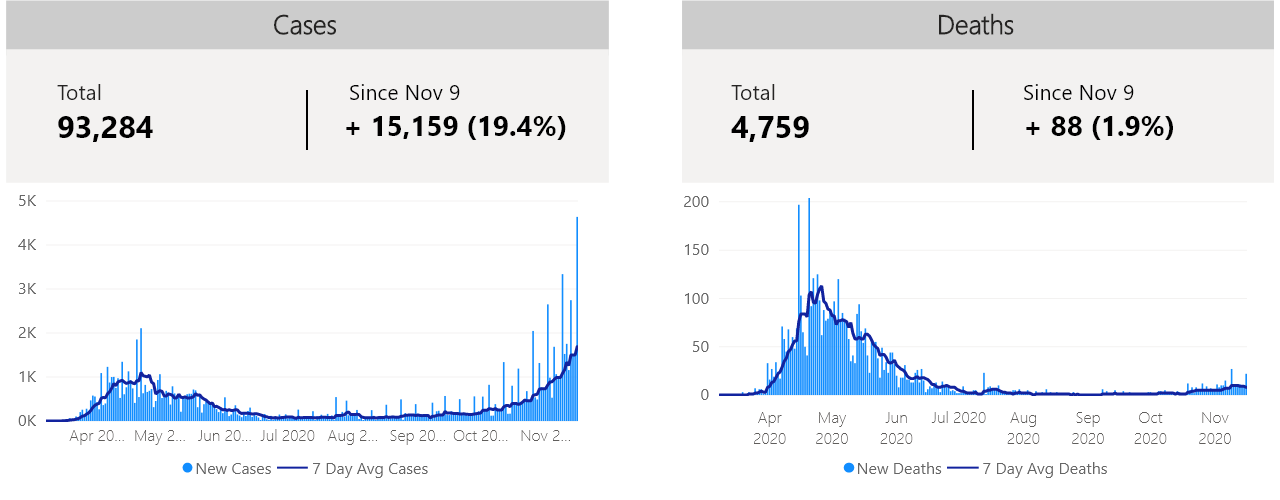 Cases
Total
93,284
Since Nov 9
+ 15,159 (19.4%)
5K
4K
3K
2K
1K
0K
Apr 20... May 2... Jun 20... Jul 2020 Aug 2... Sep 20... Oct 20... Nov 2...
New Cases 7 Day Avg Cases
Deaths
Total
4,759
Since Nov 9
+ 88 (1.9%)
200
150
100
50
0
Apr 2020 May 2020 Jun 2020 Jul 2020 Aug 2020 Sep 2020 Oct 2020 Nov 2020
New Deaths 7 Day Avg Deaths